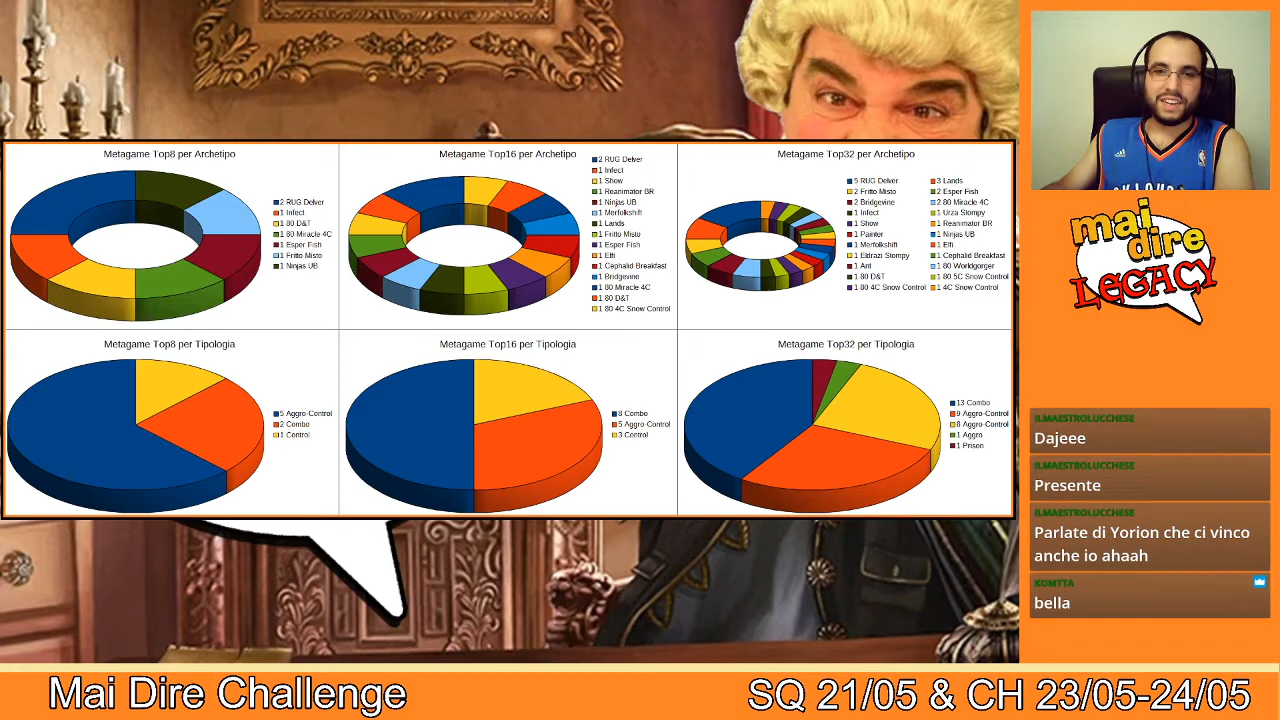 Metagame Top8 per Archetipo
2 RUG Delver
1 Infect
1 80 D&T
1 80 Miracle 4C
1 Esper Fish
1 Fritto Misto
1 Ninjas UB
Metagame Top16 per Archetipo
2 RUG Delver
1 Infect
1 Show
1 Reanimator BR
1 Ninjas UB
1 Merfolkshift
1 Lands
1 Fritto Misto
1 Esper Fish
1 Elfi
1 Cephalid Breakfast
1 Bridgevine
1 80 Miracle 4C
1 80 D&T
1 80 4C Snow Control
Metagame Top32 per Archetipo
5 RUG Delver 3 Lands
2 Fritto Misto 2 Esper Fish
2 Bridgevine 2 80 Miracle 4C
1 Infect 1 Urza Stompy
1 Show 1 Reanimator BR
1 Painter 1 Ninjas UB
1 Merfolkshift 1 Elfi
1 Eldrazi Stompy 1 Cephalid Breakfast
1 Ant 1 80 Worldgorger
1 80 D&T 1 80 5C Snow Control
1 80 4C Snow Control 1 4C Snow Control
Metagame Top8 per Tipologia
5 Aggro-Control
2 Combo
1 Control
Metagame Top16 per Tipologia
8 Combo
5 Aggro-Control
3 Control
Metagame Top32 per Tipologia
13 Combo
9 Aggro-Control
8 Aggro-Control
1 Aggro
1 Prison
mai
dire
LEGACY
ILMAESTROLUCCHESE
Dajeee
ILMAESTROLUCCHESE
Presente
ILMAESTROLUCCHESE
Parlate di Yorion che ci vinco
anche io ahaah
KOMTTA
bella
Mai Dire Challenge
SQ 21/05 & CH 23/05-24/05